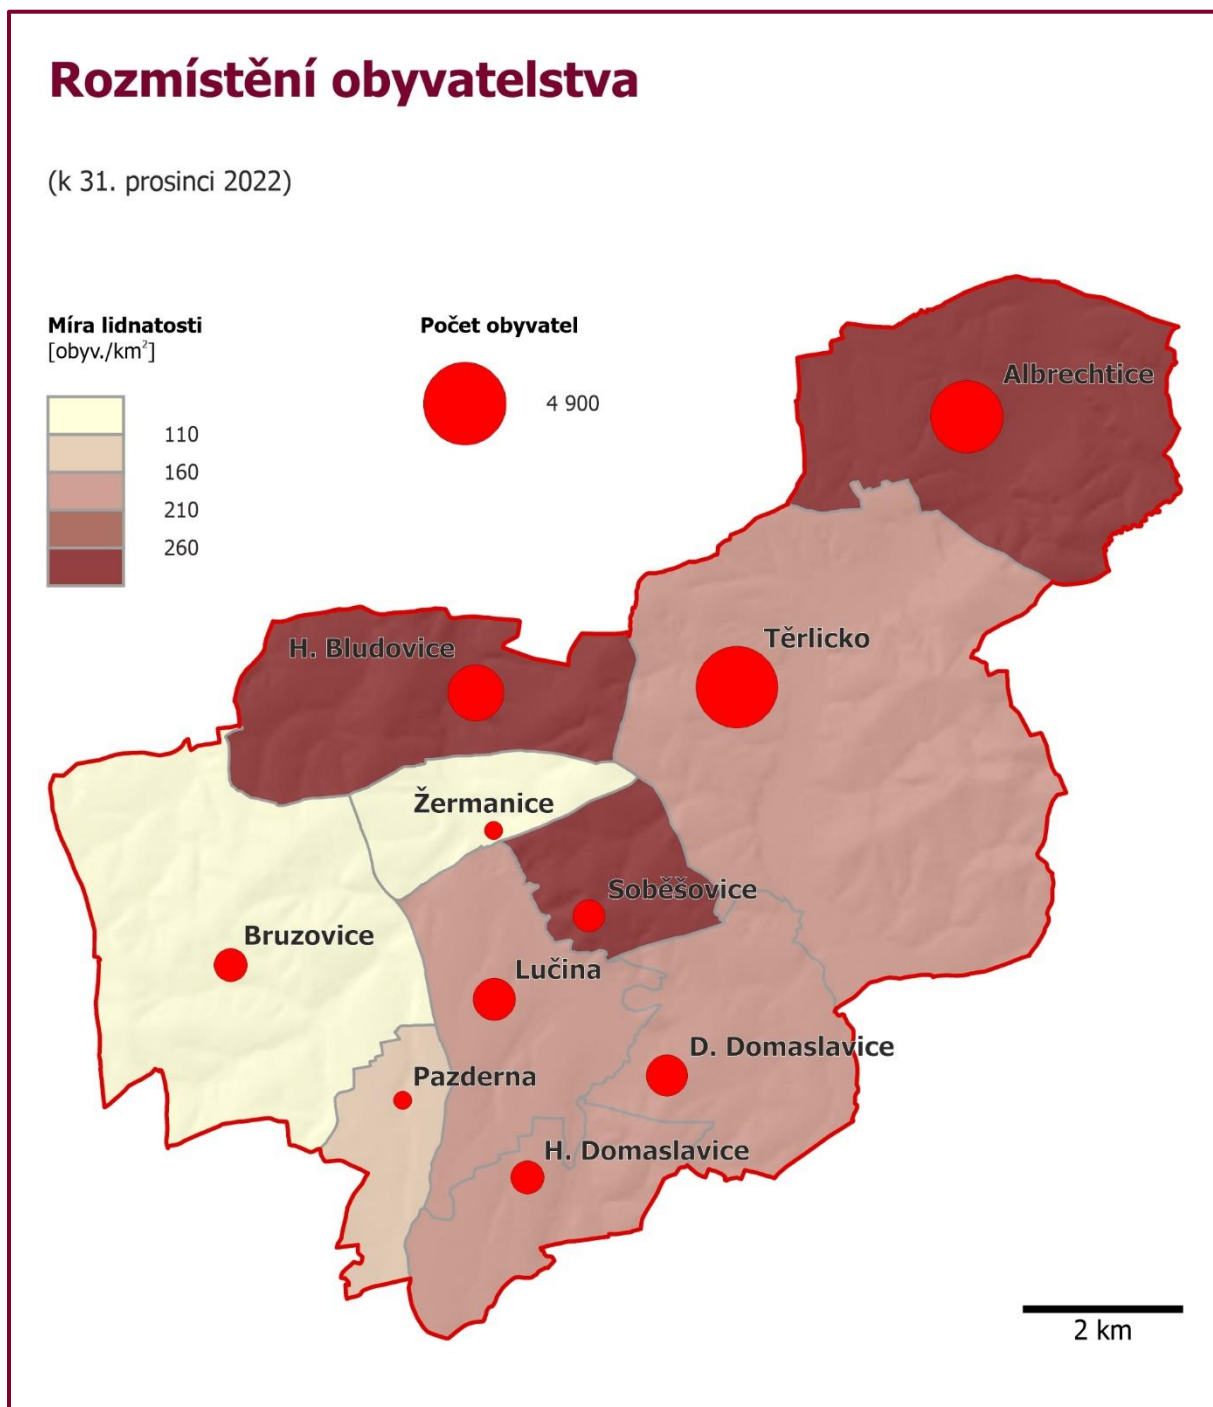 Rozmístění obyvatelstva
(k 31. prosinci 2022)
Míra lidnatosti
[obyv./km²]
110
160
210
260
Počet obyvatel
4 900
Albrechtice
Těrlicko
H. Bludovice
Žermanice
Soběšovice
Bruzovice
Lučina
D. Domaslavice
Pazderna
H. Domaslavice
2 km